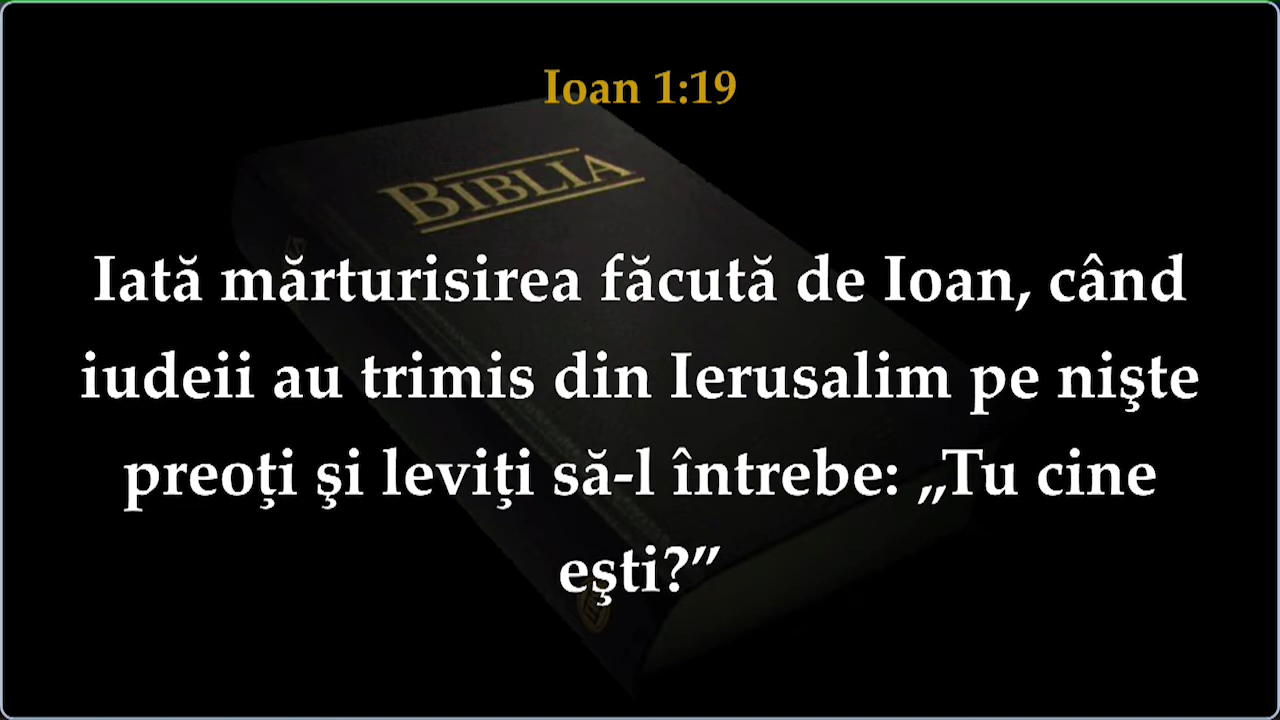 Ioan 1:19
BIBLIA
Iată mărturisirea făcută de Ioan, când
iudeii au trimis din Ierusalim pe nişte
preoţi şi leviţi să-l întrebe: „Tu cine
eşti?”